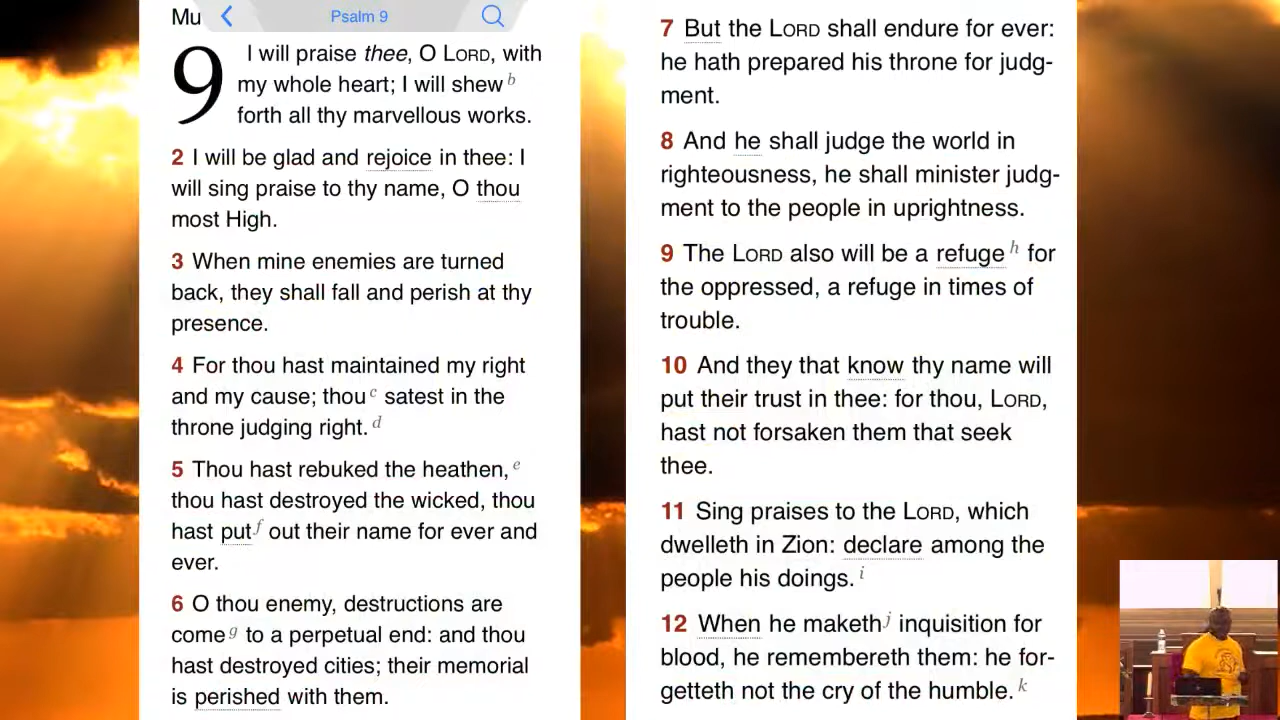 Mu
Psalm 9
9 I will praise thee, O LORD, with
my whole heart; I will shew b
forth all thy marvellous works.
2 I will be glad and rejoice in thee: I
will sing praise to thy name, O thou
most High.
3 When mine enemies are turned
back, they shall fall and perish at thy
presence.
4 For thou hast maintained my right
and my cause; thou c satest in the
throne judging right. d
5 Thou hast rebuked the heathen, e
thou hast destroyed the wicked, thou
hast put f out their name for ever and
ever.
6 O thou enemy, destructions are
come g to a perpetual end: and thou
hast destroyed cities; their memorial
is perished with them.
7 But the LORD shall endure for ever:
he hath prepared his throne for judg-
ment.
8 And he shall judge the world in
righteousness, he shall minister judg-
ment to the people in uprightness.
9 The LORD also will be a refuge h for
the oppressed, a refuge in times of
trouble.
10 And they that know thy name will
put their trust in thee: for thou, LORD,
hast not forsaken them that seek
thee.
11 Sing praises to the LORD, which
dwelleth in Zion: declare among the
people his doings. i
12 When he maketh j inquisition for
blood, he remembereth them: he for-
getteth not the cry of the humble. k